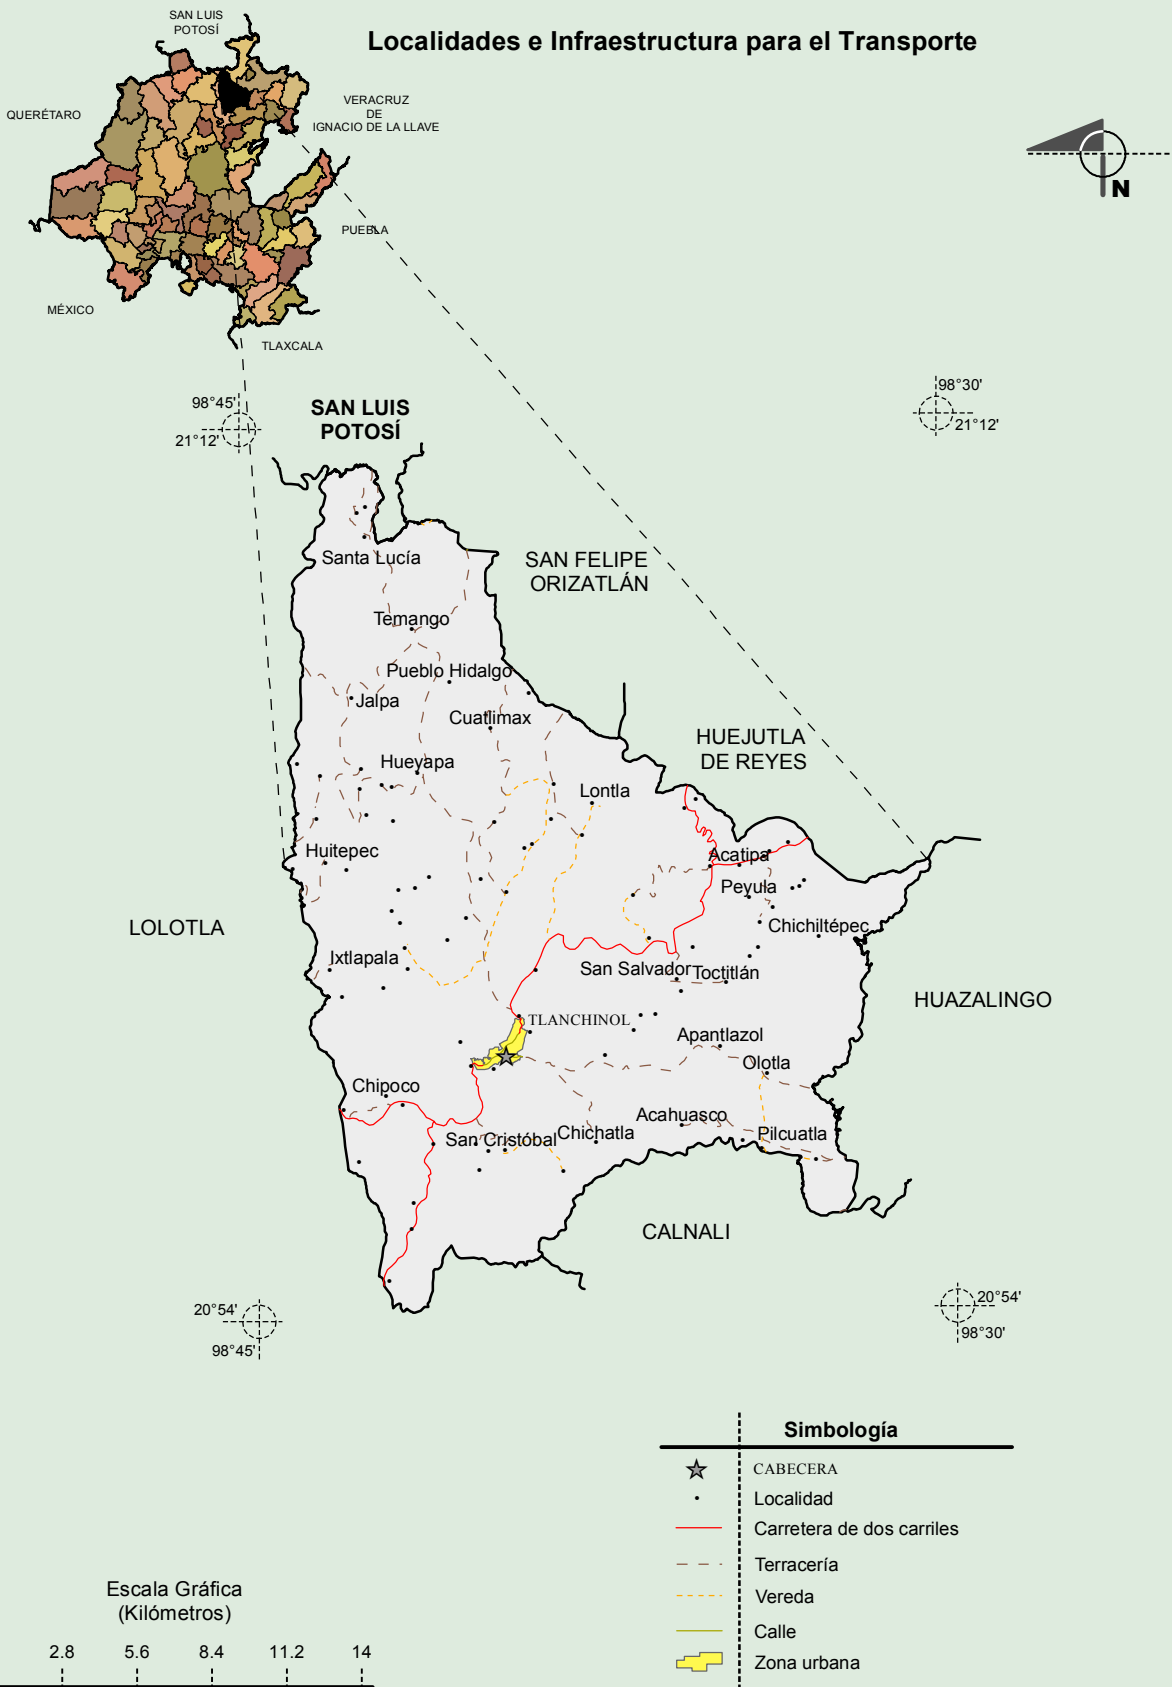 Localidades e Infraestructura para el Transporte
SAN LUIS
POTOSÍ
QUERÉTARO
VERACRUZ
DE
IGNACIO DE LA LLAVE
PUEBLA
MÉXICO
TLAXCALA
N
98°45'
21°12'
98°30'
21°12'
SAN LUIS
POTOSÍ
SAN FELIPE
ORIZATLÁN
Santa Lucía
Temango
Pueblo Hidalgo
Jalpa
Cuatlimax
HUEJUTLA
DE REYES
Hueyapa
Lontla
Huitepec
Acatipa
Peyula
Chichiltépec
LOLOTLA
Ixtlapala
San Salvador
Toctitlán
HUAZALINGO
TLANCHINOL
Apantlazol
Olotla
Chipoco
Acahuasco
San Cristóbal
Chichatla
Pilcuatla
CALNALI
20°54'
98°45'
20°54'
98°30'
Simbología
CABECERA
Localidad
Carretera de dos carriles
Terracería
Vereda
Calle
Zona urbana
Escala Gráfica
(Kilómetros)
2.8 5.6 8.4 11.2 14